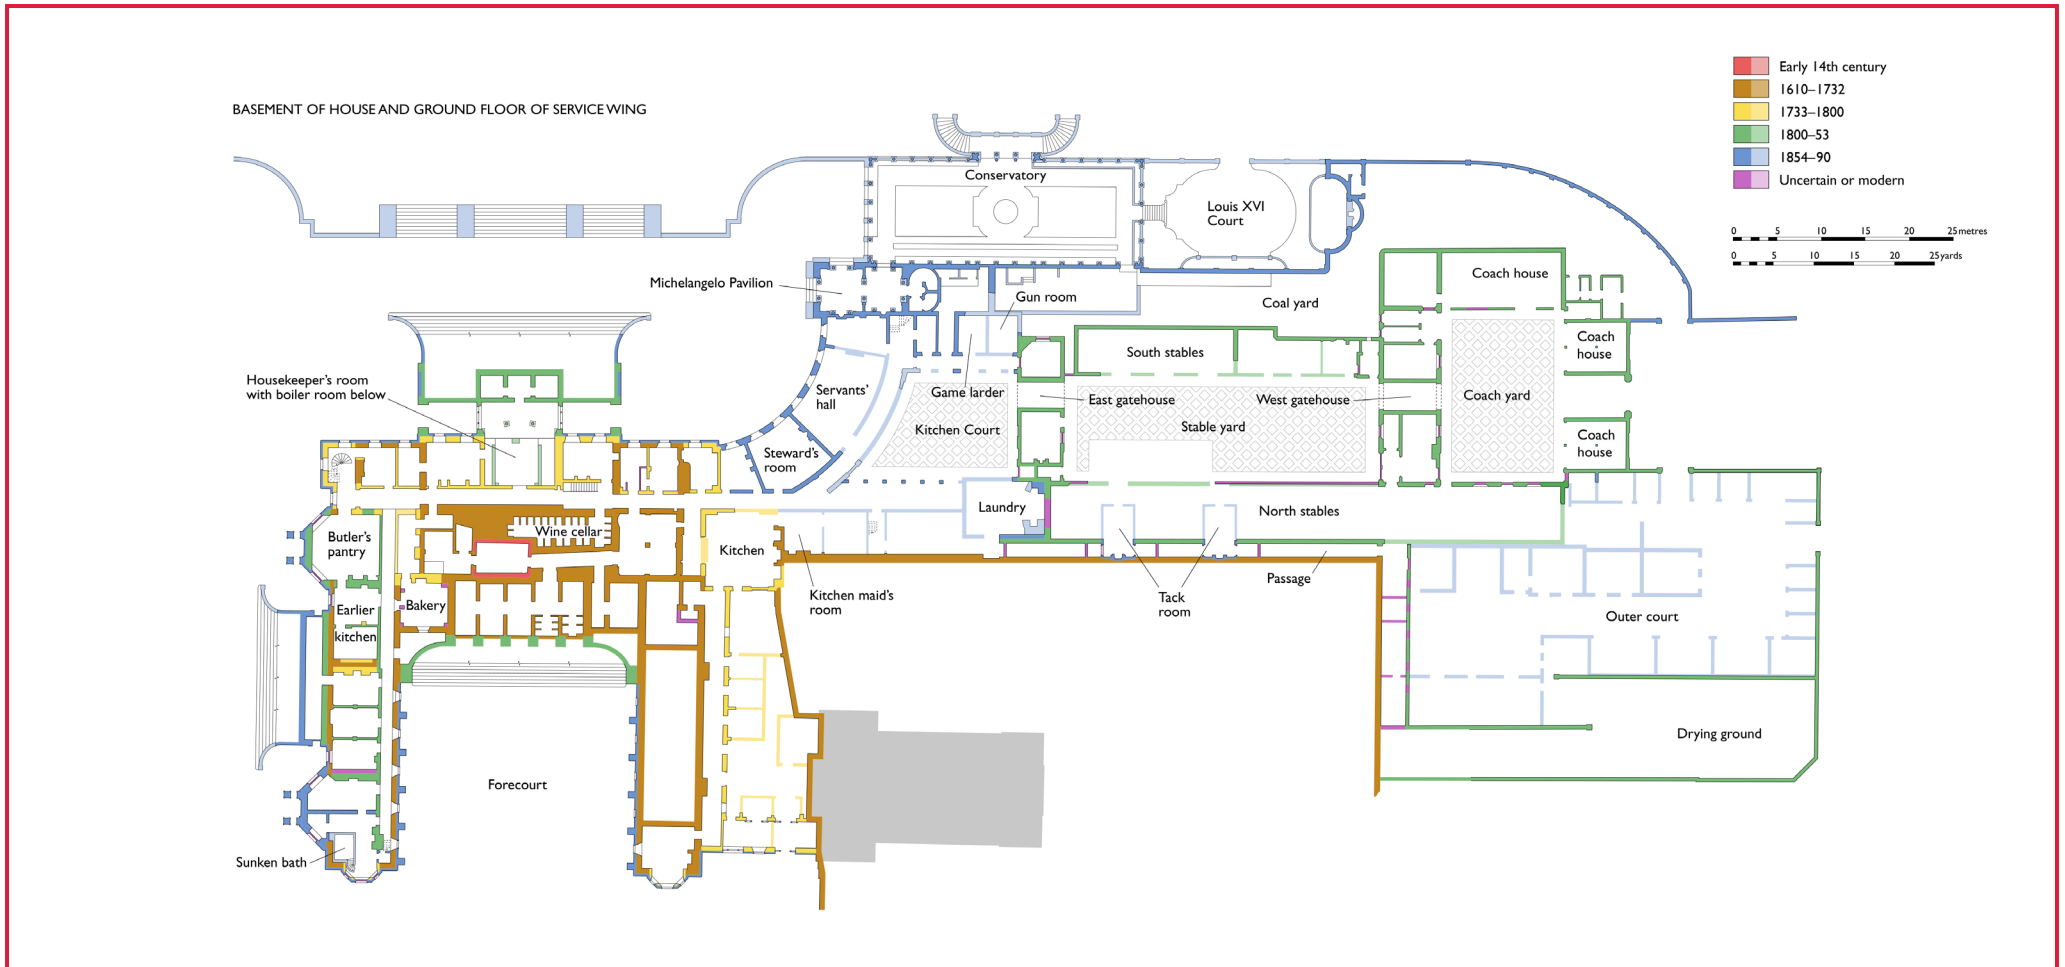 BASEMENT OF HOUSE AND GROUND FLOOR OF SERVICE WING
Early 14th century
1610–1732
1733–1800
1800–53
1854–90
Uncertain or modern
0 5 10 15 20 25 metres
0 5 10 15 20 25 yards
Conservatory
Louis XVI
Court
Michelangelo Pavilion
Gun room
Coal yard
Coach house
Coach
house
South stables
Servants'
hall
Game larder
East gatehouse
West gatehouse
Coach yard
Housekeeper's room
with boiler room below
Kitchen Court
Stable yard
Coach
house
Steward's
room
Laundry
North stables
Butler's
pantry
Wine cellar
Kitchen
Passage
Kitchen maid's
room
Tack
room
Earlier
kitchen
Bakery
Outer court
Drying ground
Forecourt
Sunken bath